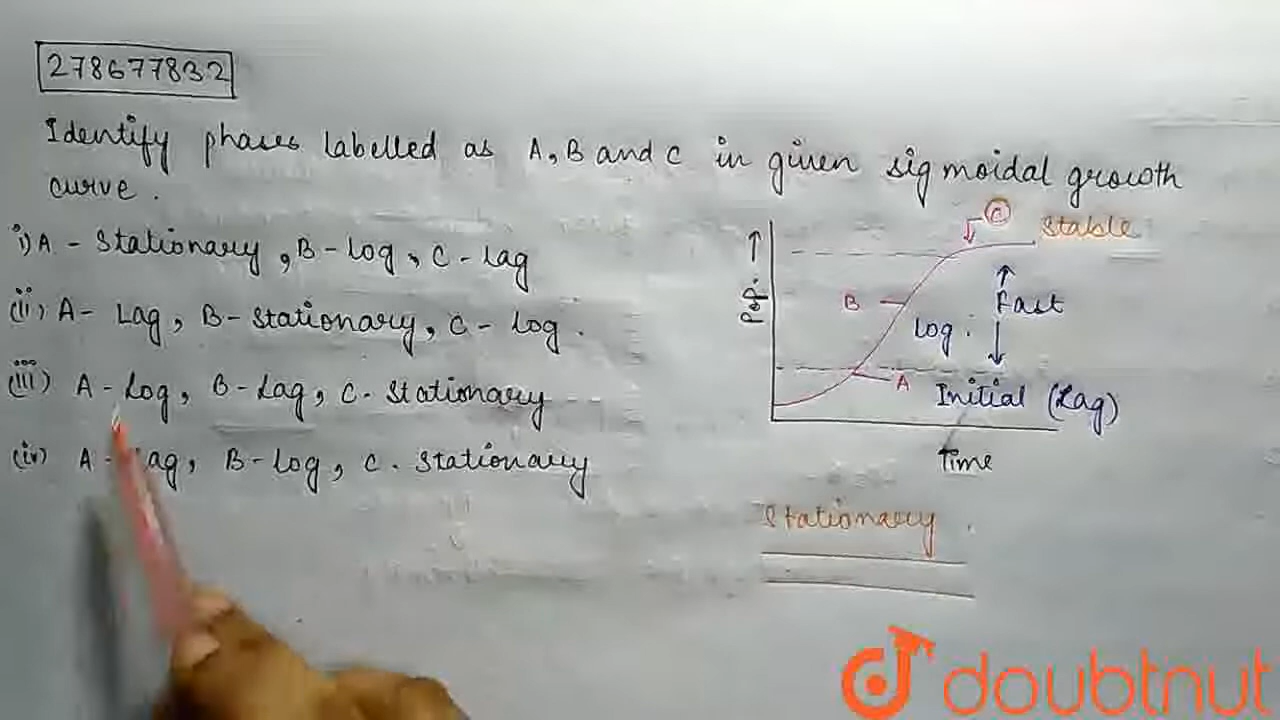 278677832
Identify phases labelled as A, B and C in given sigmoidal growth
curve.
i) A - Stationary, B - Log, C - Lag
(ii) A - Lag, B - Stationary, C - Log.
(iii) A - Log, B - Lag, C. Stationary
(iv) A - Lag, B - Log, C. Stationary
C
Stable
Pop.
B
Fast
Log
A
Initial (Lag)
Time
Stationary
doubtnut